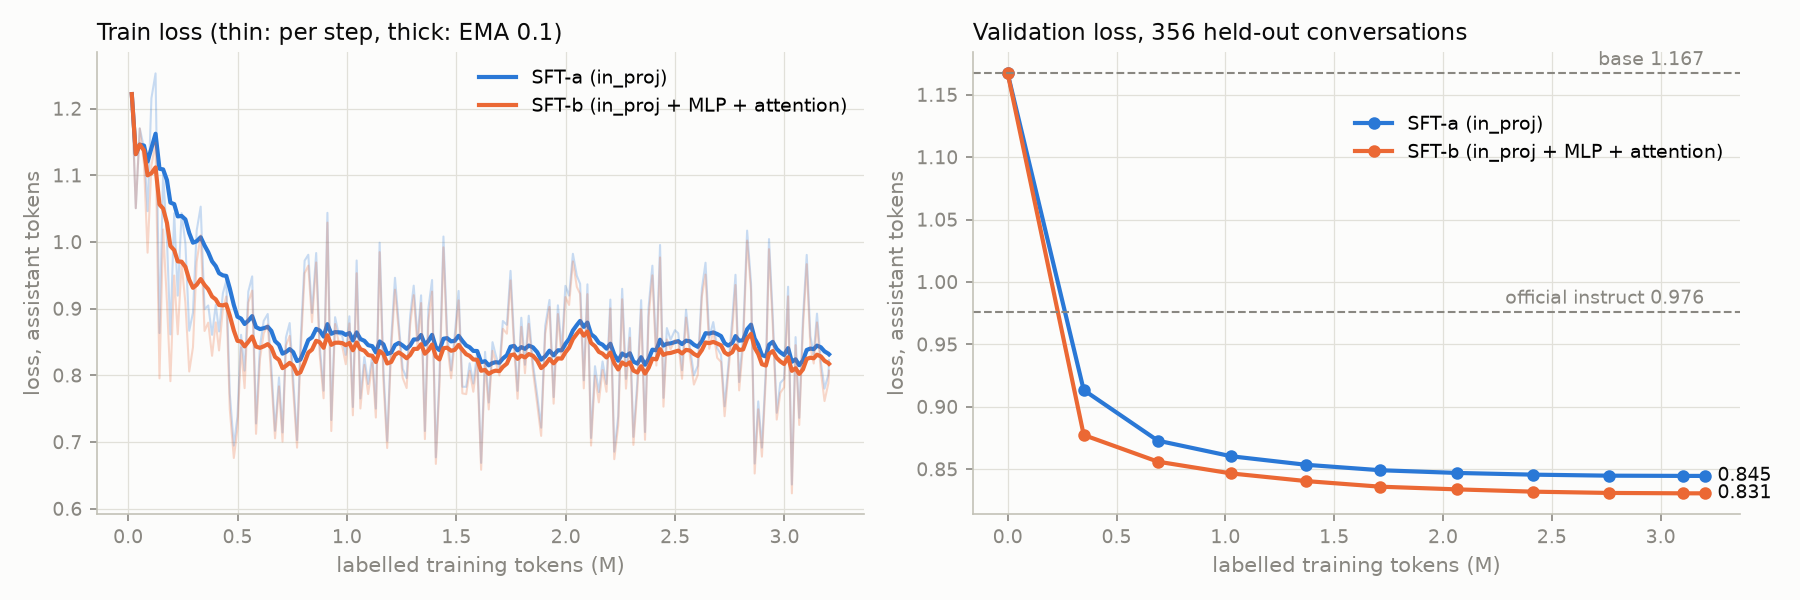 Train loss (thin: per step, thick: EMA 0.1)
SFT-a (in_proj)
SFT-b (in_proj + MLP + attention)
loss, assistant tokens
1.2
1.1
1.0
0.9
0.8
0.7
0.6
0.0 0.5 1.0 1.5 2.0 2.5 3.0
labelled training tokens (M)
Validation loss, 356 held-out conversations
base 1.167
SFT-a (in_proj)
SFT-b (in_proj + MLP + attention)
official instruct 0.976
loss, assistant tokens
1.15
1.10
1.05
1.00
0.95
0.90
0.85
0.845
0.831
0.0 0.5 1.0 1.5 2.0 2.5 3.0
labelled training tokens (M)